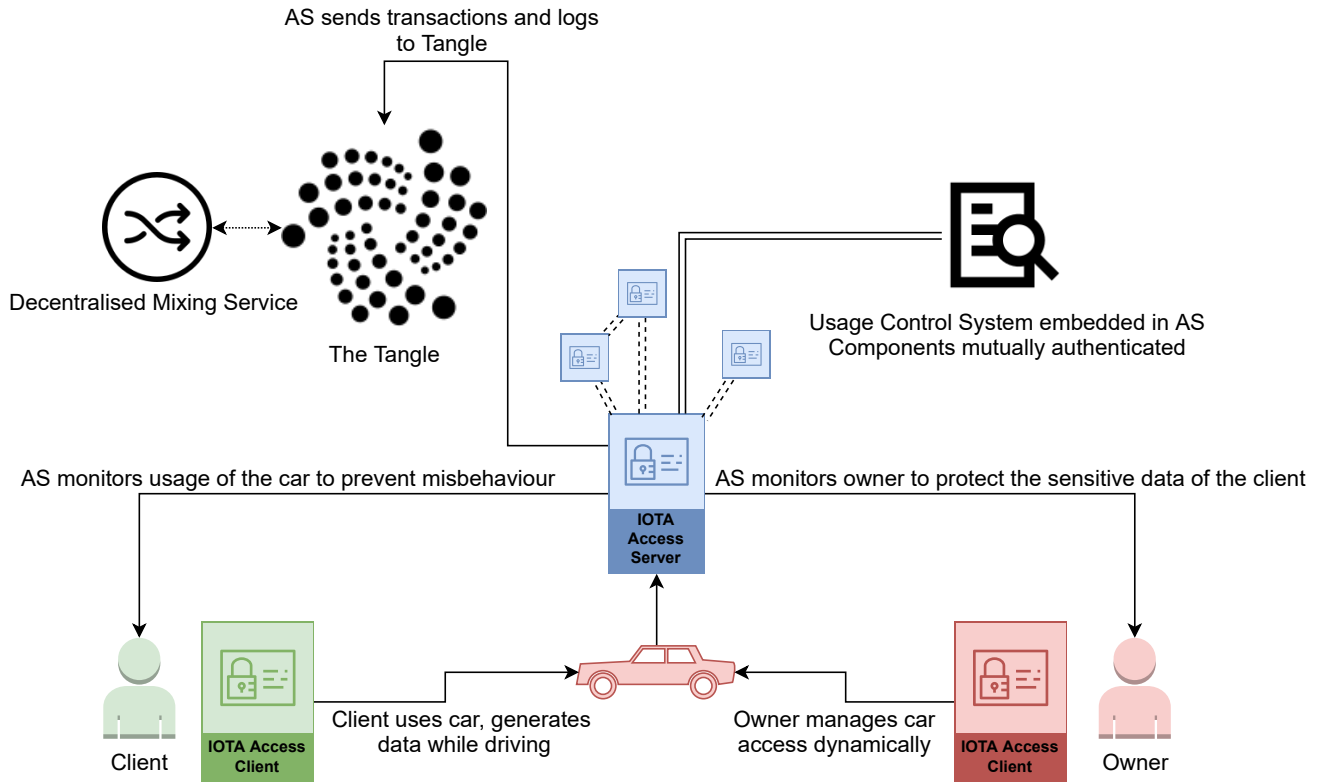 AS sends transactions and logs
to Tangle
Decentralised Mixing Service
The Tangle
Usage Control System embedded in AS
Components mutually authenticated
AS monitors usage of the car to prevent misbehaviour
AS monitors owner to protect the sensitive data of the client
IOTA
Access
Server
Client uses car, generates
data while driving
Owner manages car
access dynamically
Client
IOTA Access
Client
IOTA Access
Client
Owner